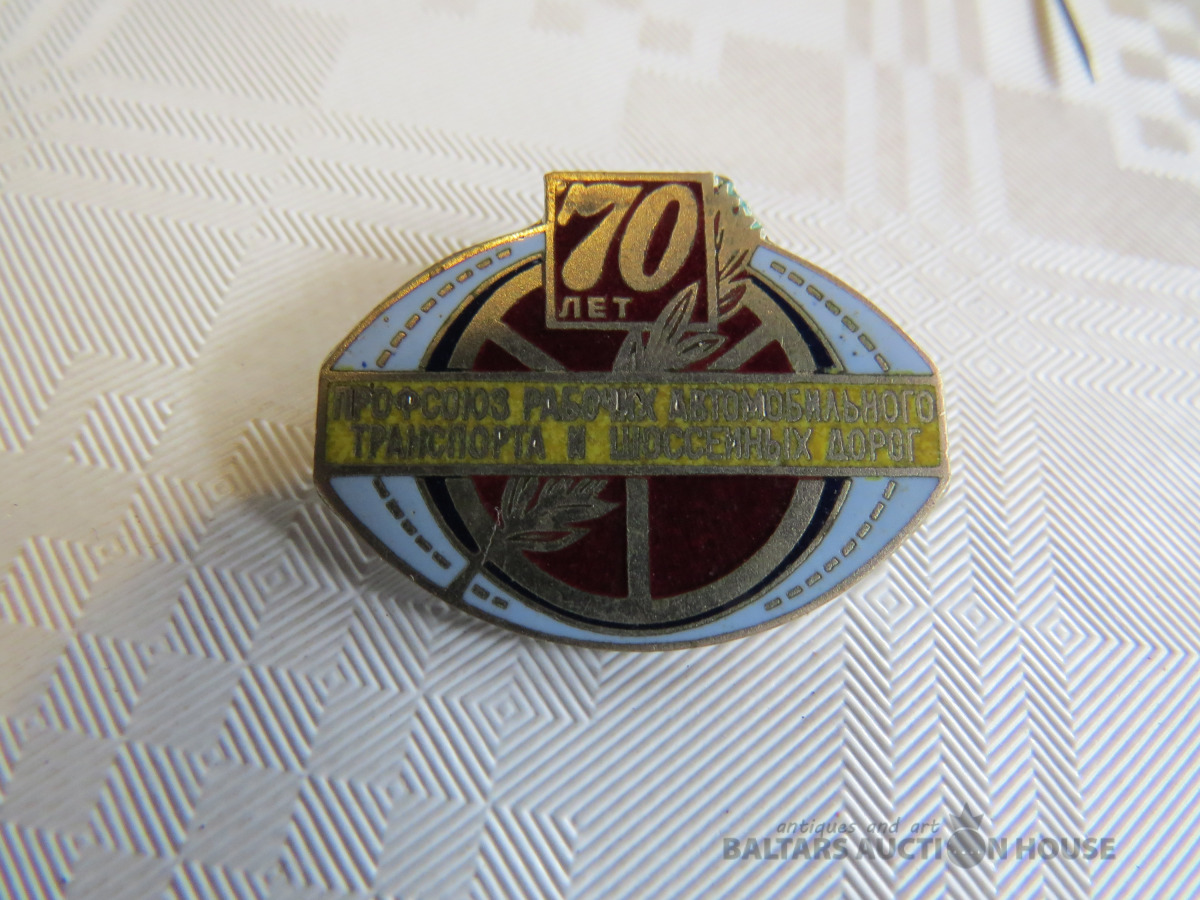 70
ЛЕТ
ПРОФСОЮЗ РАБОЧИХ АВТОМОБИЛЬНОГО
ТРАНСПОРТА И ШОССЕЙНЫХ ДОРОГ
antiques and art
BALTARS AUCTION HOUSE